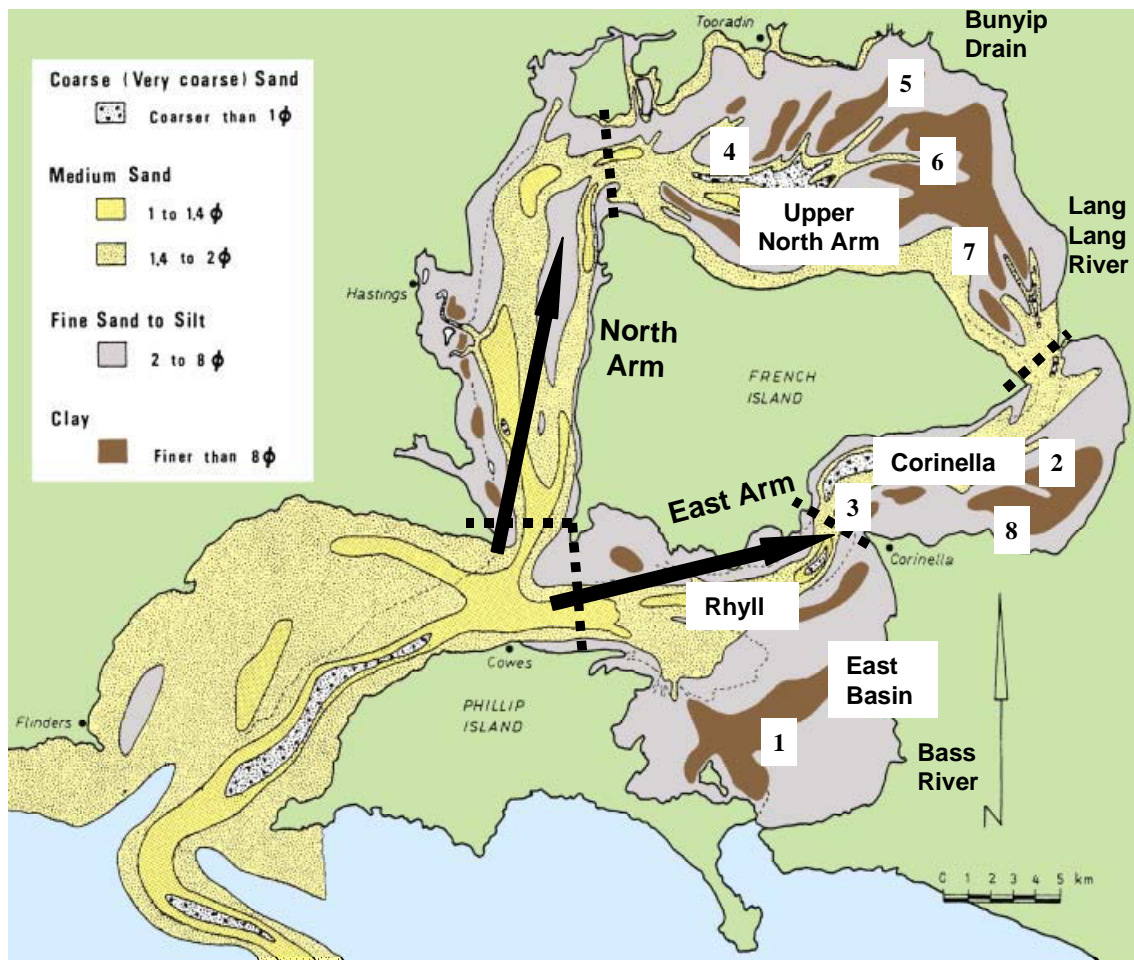 Coarse (Very coarse) Sand
Coarser than 1ϕ
Medium Sand
1 to 1,4ϕ
1,4 to 2ϕ
Fine Sand to Silt
2 to 8ϕ
Clay
Finer than 8ϕ
Tooradin
Bunyip
Drain
5
4
6
Upper
North Arm
7
Lang
Lang
River
Hastings
North
Arm
FRENCH
ISLAND
Corinella
2
East Arm
3
8
Corinella
Rhyll
Cowes
East
Basin
Flinders
PHILLIP
ISLAND
1
Bass
River
N
0 1 2 3 4 5 km